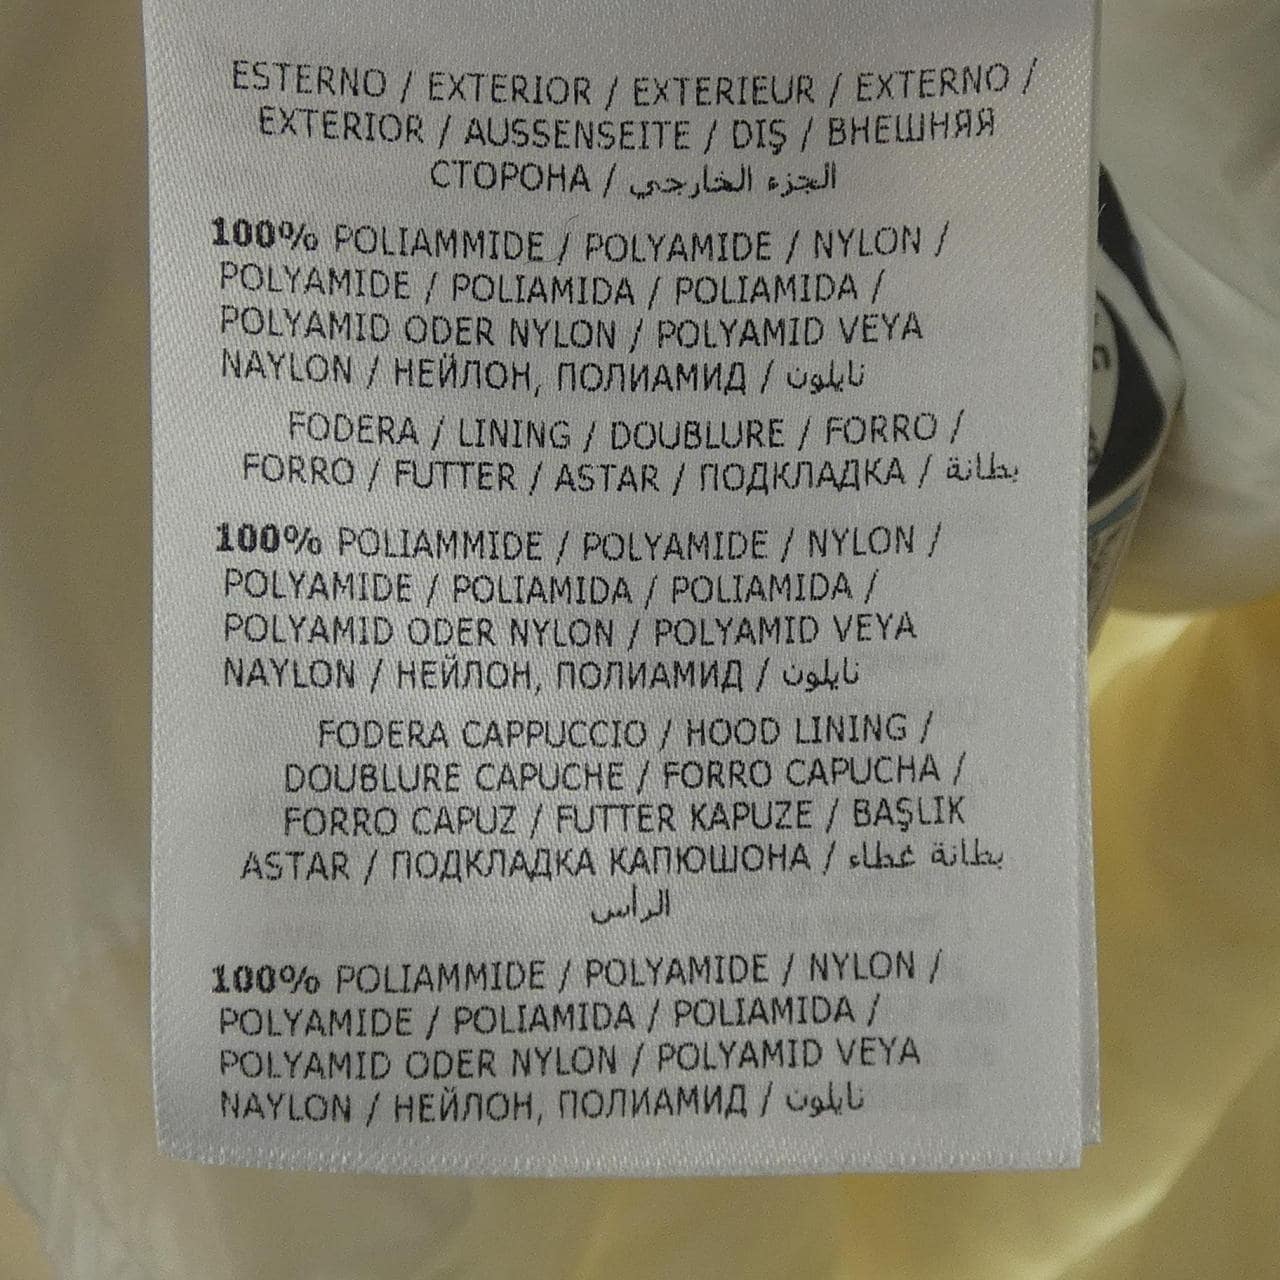 ESTERNO / EXTERIOR / EXTERIEUR / EXTERNO /
EXTERIOR / AUSSENSEITE / DIŞ / ВНЕШНЯЯ
СТОРОНА / الجزء الخارجي
100% POLIAMMIDE / POLYAMIDE / NYLON /
POLYAMIDE / POLIAMIDA / POLIAMIDA /
POLYAMID ODER NYLON / POLYAMID VEYA
NAYLON / НЕЙЛОН, ПОЛИАМИД / نايلون
FODERA / LINING / DOUBLURE / FORRO /
FORRO / FUTTER / ASTAR / ПОДКЛАДКА / بطانة
100% POLIAMMIDE / POLYAMIDE / NYLON /
POLYAMIDE / POLIAMIDA / POLIAMIDA /
POLYAMID ODER NYLON / POLYAMID VEYA
NAYLON / НЕЙЛОН, ПОЛИАМИД / نايلون
FODERA CAPPUCCIO / HOOD LINING /
DOUBLURE CAPUCHE / FORRO CAPUCHA /
FORRO CAPUZ / FUTTER KAPUZE / BAŞLIK
ASTAR / ПОДКЛАДКА КАПЮШОНА / بطانة غطاء
الرأس
100% POLIAMMIDE / POLYAMIDE / NYLON /
POLYAMIDE / POLIAMIDA / POLIAMIDA /
POLYAMID ODER NYLON / POLYAMID VEYA
NAYLON / НЕЙЛОН, ПОЛИАМИД / نايلون